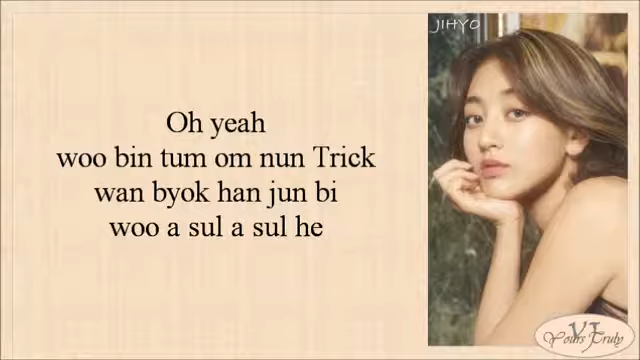 JIHYO
Oh yeah
woo bin tum om nun Trick
wan byok han jun bi
woo a sul a sul he
YJ
Yours Truly